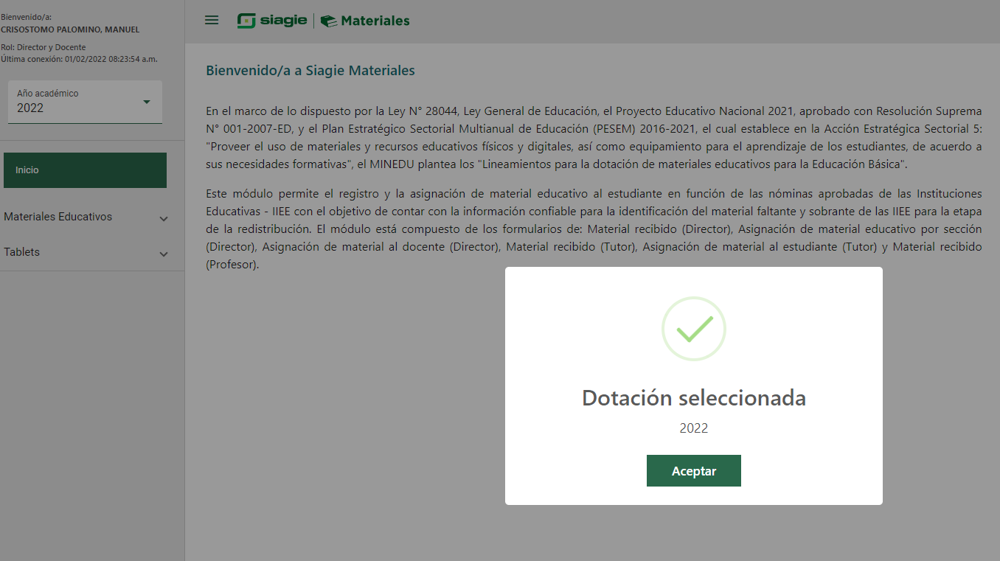 Bienvenido/a:
CRISOSTOMO PALOMINO, MANUEL
Rol: Director y Docente
Última conexión: 01/02/2022 08:23:54 a.m.
Año académico
2022
Inicio
Materiales Educativos
Tablets
siagie Materiales
Bienvenido/a a Siagie Materiales
En el marco de lo dispuesto por la Ley N° 28044, Ley General de Educación, el Proyecto Educativo Nacional 2021, aprobado con Resolución Suprema
N° 001-2007-ED, y el Plan Estratégico Sectorial Multianual de Educación (PESEM) 2016-2021, el cual establece en la Acción Estratégica Sectorial 5:
"Proveer el uso de materiales y recursos educativos físicos y digitales, así como equipamiento para el aprendizaje de los estudiantes, de acuerdo a
sus necesidades formativas", el MINEDU plantea los "Lineamientos para la dotación de materiales educativos para la Educación Básica".
Este módulo permite el registro y la asignación de material educativo al estudiante en función de las nóminas aprobadas de las Instituciones
Educativas - IIEE con el objetivo de contar con la información confiable para la identificación del material faltante y sobrante de las IIEE para la etapa
de la redistribución. El módulo está compuesto de los formularios de: Material recibido (Director), Asignación de material educativo por sección
(Director), Asignación de material al docente (Director), Material recibido (Tutor), Asignación de material al estudiante (Tutor) y Material recibido
(Profesor).
Dotación seleccionada
2022
Aceptar